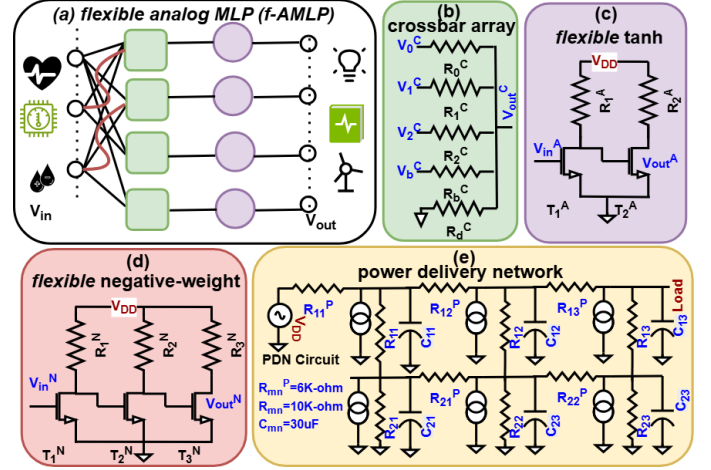 (a) flexible analog MLP (f-AMLP)
V_in
V_out
(b)
crossbar array
V_0^C
R_0^C
V_1^C
R_1^C
V_2^C
R_2^C
V_b^C
R_b^C
R_d^C
V_out^C
(c)
flexible tanh
V_DD
R_1^A
R_2^A
V_in^A
V_out^A
T_1^A
T_2^A
(d)
flexible negative-weight
V_DD
R_1^N
R_2^N
R_3^N
V_in^N
V_out^N
T_1^N
T_2^N
T_3^N
(e)
power delivery network
R_11^P
R_12^P
R_13^P
Load
V_DD
R_11
C_11
R_12
C_12
R_13
C_13
PDN Circuit
R_mn^P=6K-ohm
R_mn=10K-ohm
C_mn=30uF
R_21^P
R_22^P
R_21
C_21
R_22
C_23
R_23
C_23